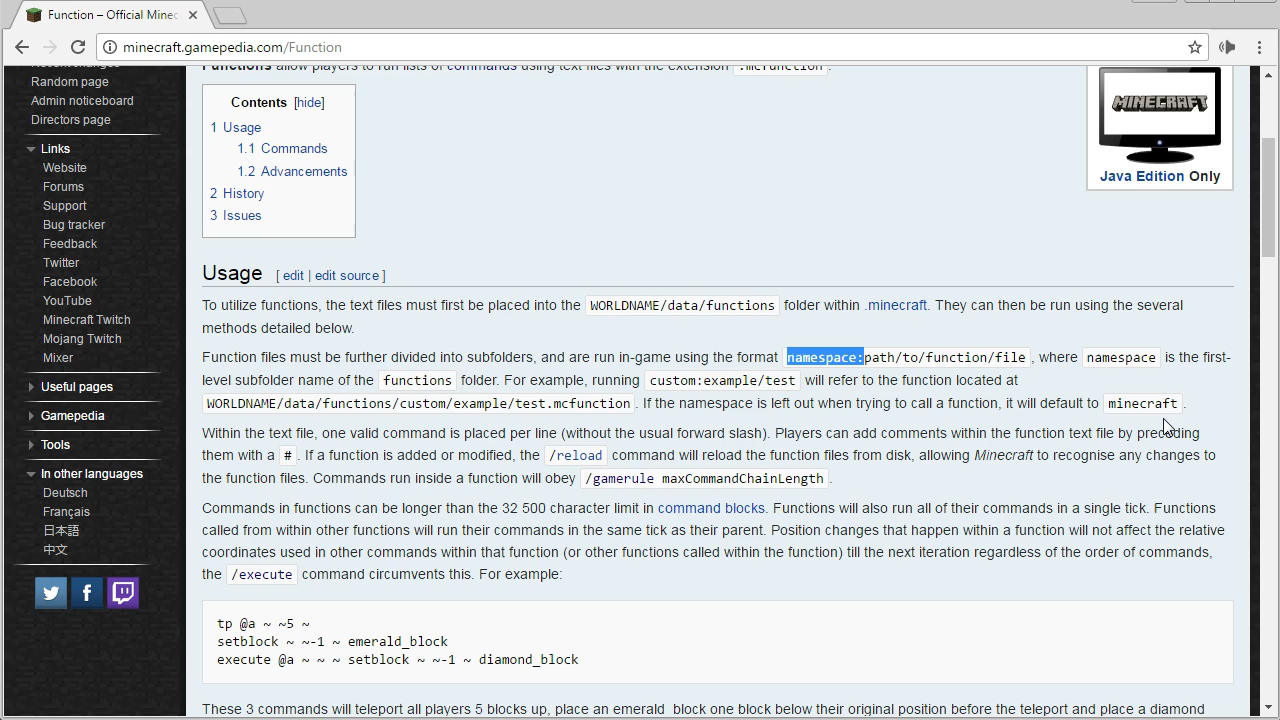 Function – Official Minec
minecraft.gamepedia.com/Function
Recent changes
Random page
Admin noticeboard
Directors page
Links
Website
Forums
Support
Bug tracker
Feedback
Twitter
Facebook
YouTube
Minecraft Twitch
Mojang Twitch
Mixer
Useful pages
Gamepedia
Tools
In other languages
Deutsch
Français
日本語
中文
Functions allow players to run lists of commands using text files with the extension .mcfunction.
Contents [hide]
1 Usage
1.1 Commands
1.2 Advancements
2 History
3 Issues
MINECRAFT
Java Edition Only
Usage [ edit | edit source ]
To utilize functions, the text files must first be placed into the WORLDNAME/data/functions folder within .minecraft. They can then be run using the several
methods detailed below.
Function files must be further divided into subfolders, and are run in-game using the format namespace:path/to/function/file, where namespace is the first-
level subfolder name of the functions folder. For example, running custom:example/test will refer to the function located at
WORLDNAME/data/functions/custom/example/test.mcfunction. If the namespace is left out when trying to call a function, it will default to minecraft.
Within the text file, one valid command is placed per line (without the usual forward slash). Players can add comments within the function text file by preceding
them with a #. If a function is added or modified, the /reload command will reload the function files from disk, allowing Minecraft to recognise any changes to
the function files. Commands run inside a function will obey /gamerule maxCommandChainLength.
Commands in functions can be longer than the 32 500 character limit in command blocks. Functions will also run all of their commands in a single tick. Functions
called from within other functions will run their commands in the same tick as their parent. Position changes that happen within a function will not affect the relative
coordinates used in other commands within that function (or other functions called within the function) till the next iteration regardless of the order of commands,
the /execute command circumvents this. For example:
tp @a ~ ~5 ~
setblock ~ ~-1 ~ emerald_block
execute @a ~ ~ ~ setblock ~ ~-1 ~ diamond_block
These 3 commands will teleport all players 5 blocks up, place an emerald_block one block below their original position before the teleport and place a diamond